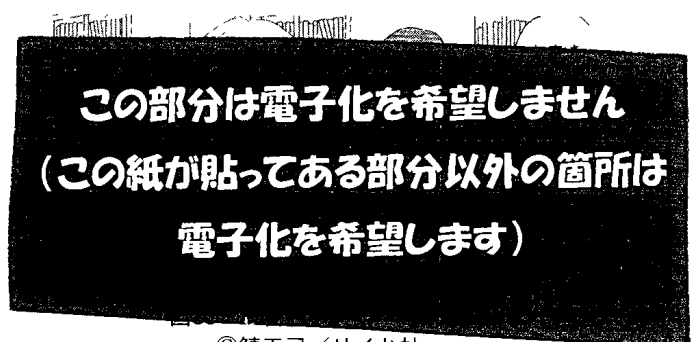 この部分は電子化を希望しません
（この紙が貼ってある部分以外の箇所は
電子化を希望します）